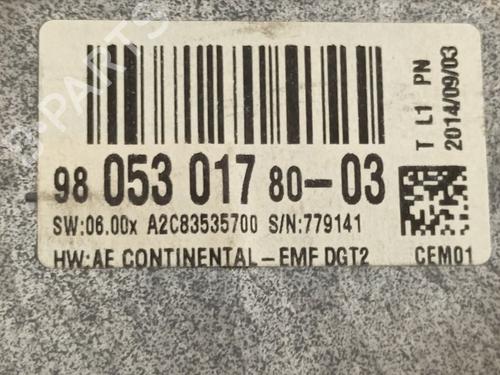 98 053 017 80-03
SW:06.00x A2C83535700 S/N:779141
HW:AE CONTINENTAL-EMF DGT2
CEM01
T L1 PN
2014/09/03